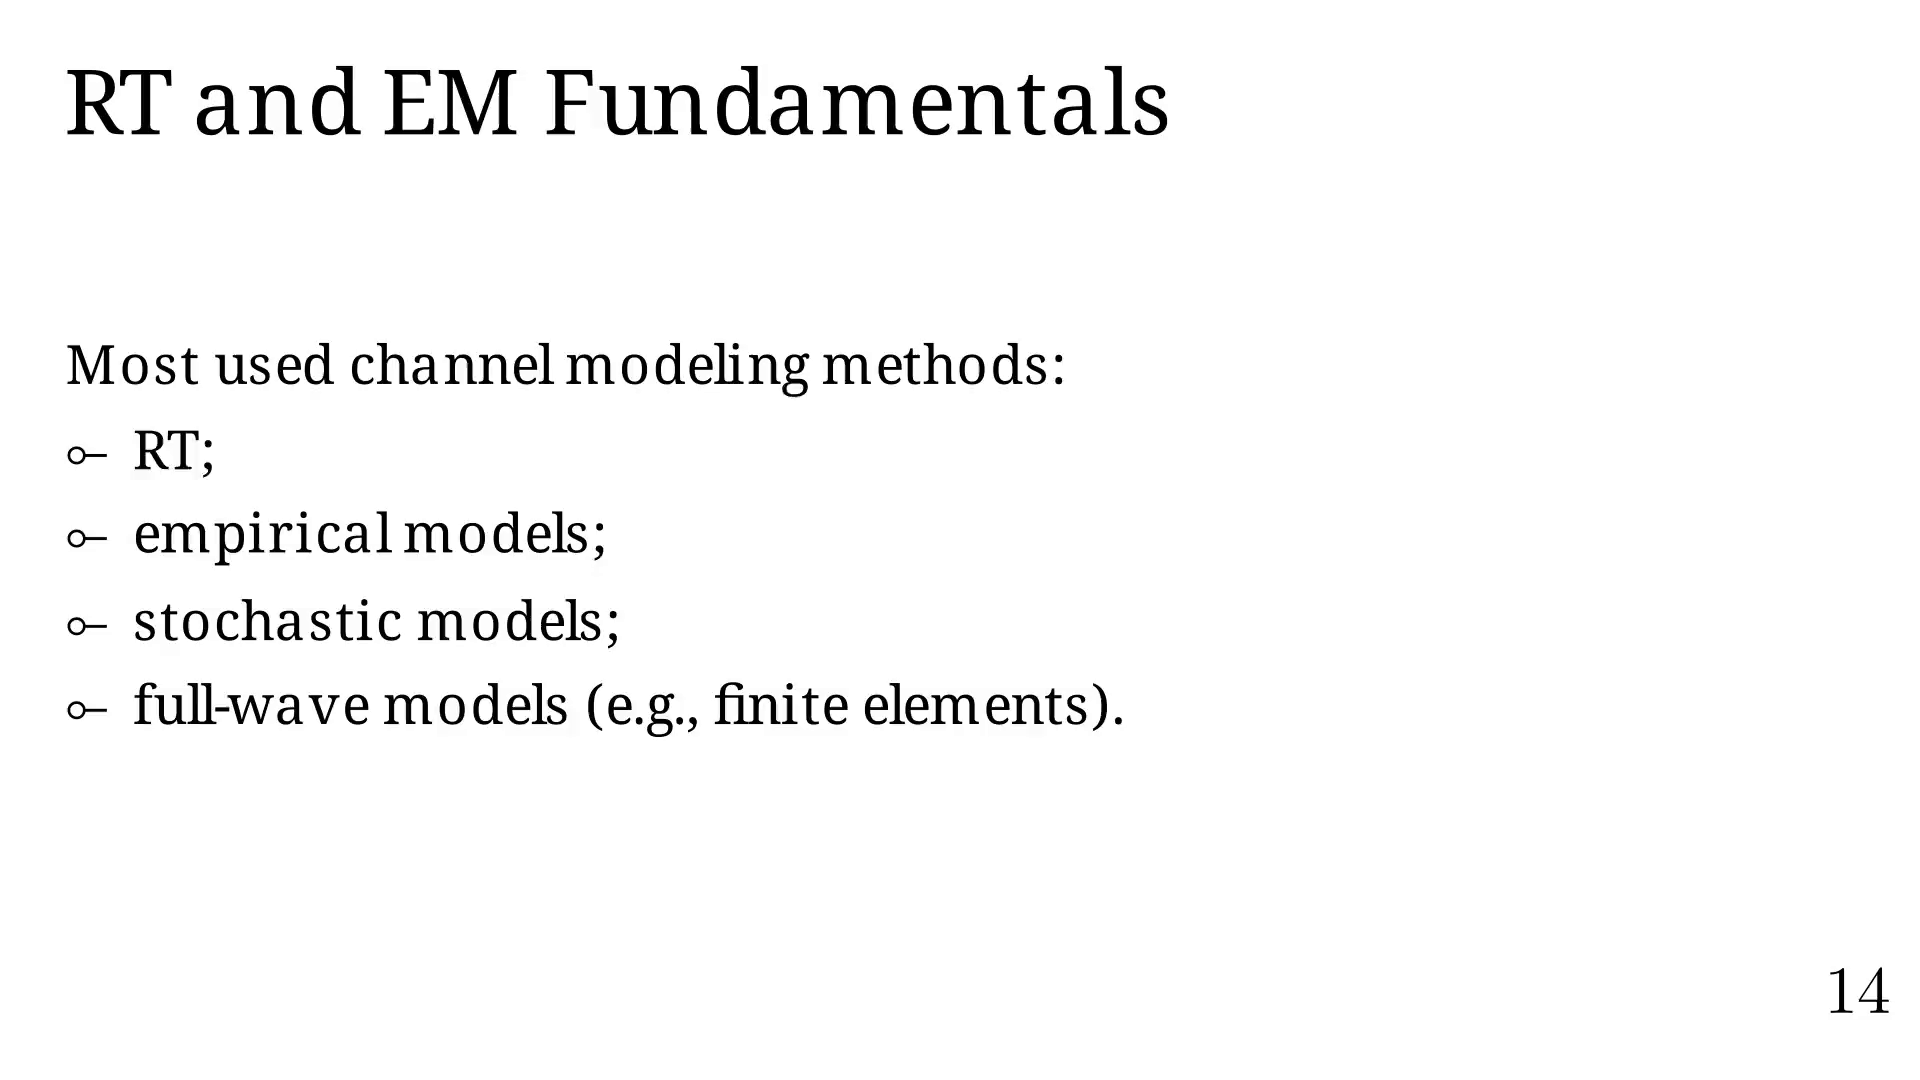 RT and EM Fundamentals
Most used channel modeling methods:
⟜ RT;
⟜ empirical models;
⟜ stochastic models;
⟜ full-wave models (e.g., finite elements).
14